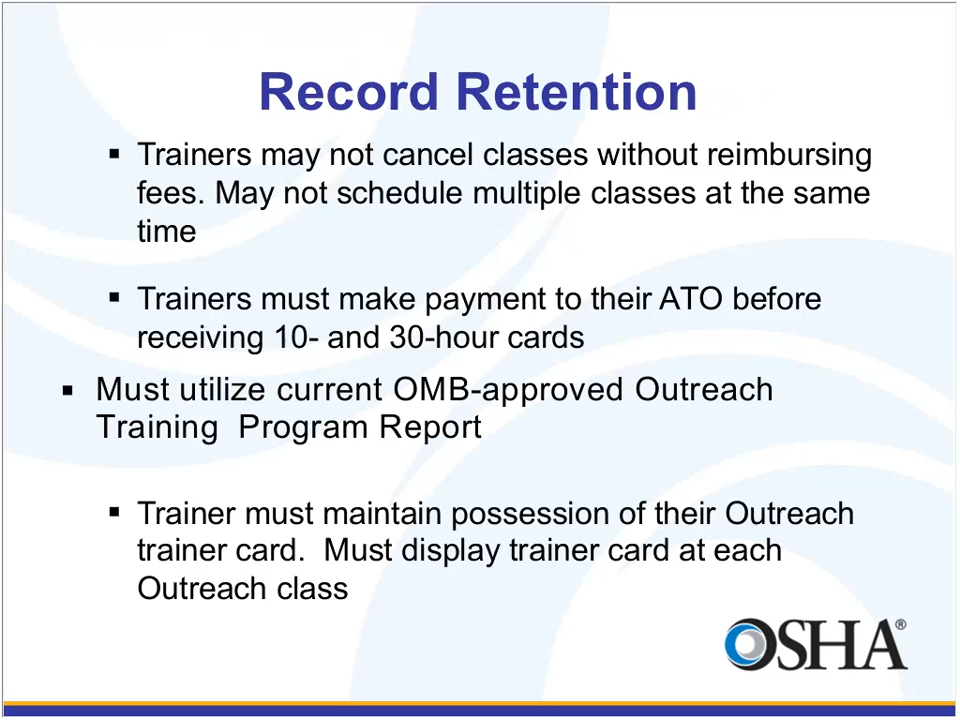 Record Retention
▪ Trainers may not cancel classes without reimbursing
fees. May not schedule multiple classes at the same
time
▪ Trainers must make payment to their ATO before
receiving 10- and 30-hour cards
▪ Must utilize current OMB-approved Outreach
Training  Program Report
▪ Trainer must maintain possession of their Outreach
trainer card.  Must display trainer card at each
Outreach class
OSHA®